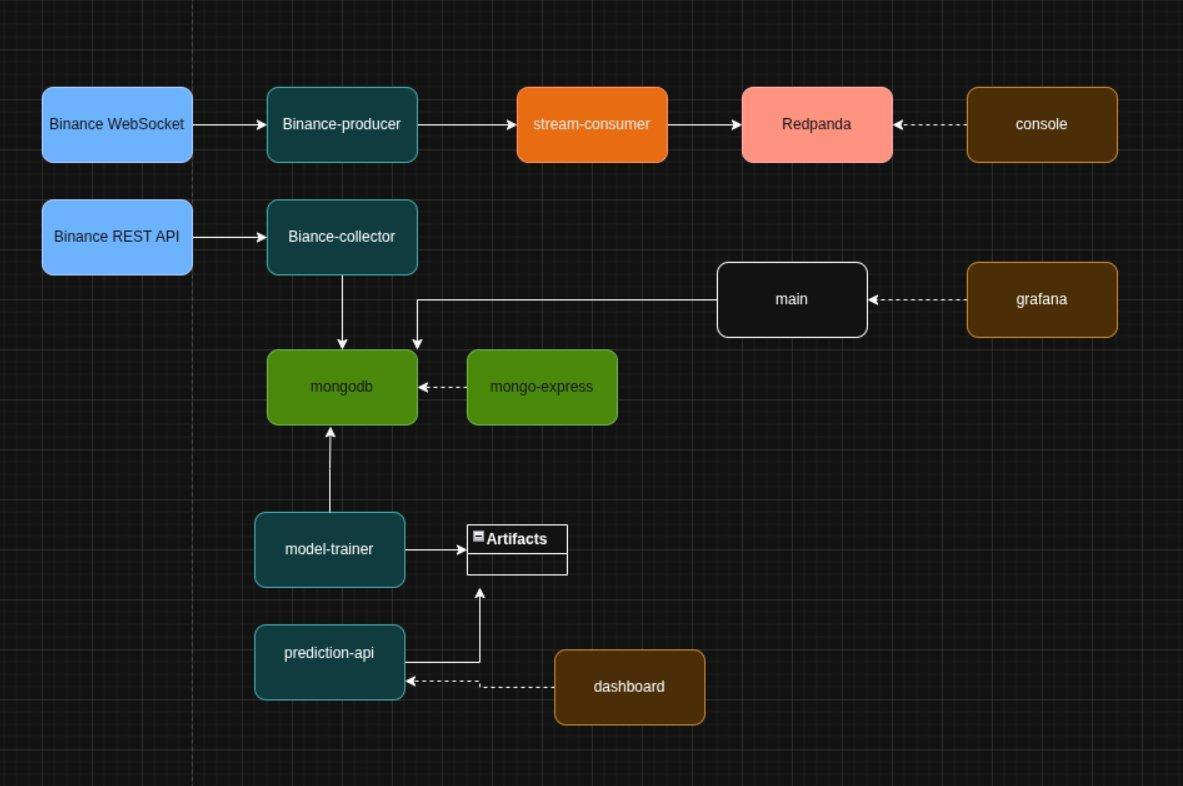 Binance WebSocket
Binance-producer
stream-consumer
Redpanda
console
Binance REST API
Biance-collector
main
grafana
mongodb
mongo-express
model-trainer
Artifacts
prediction-api
dashboard